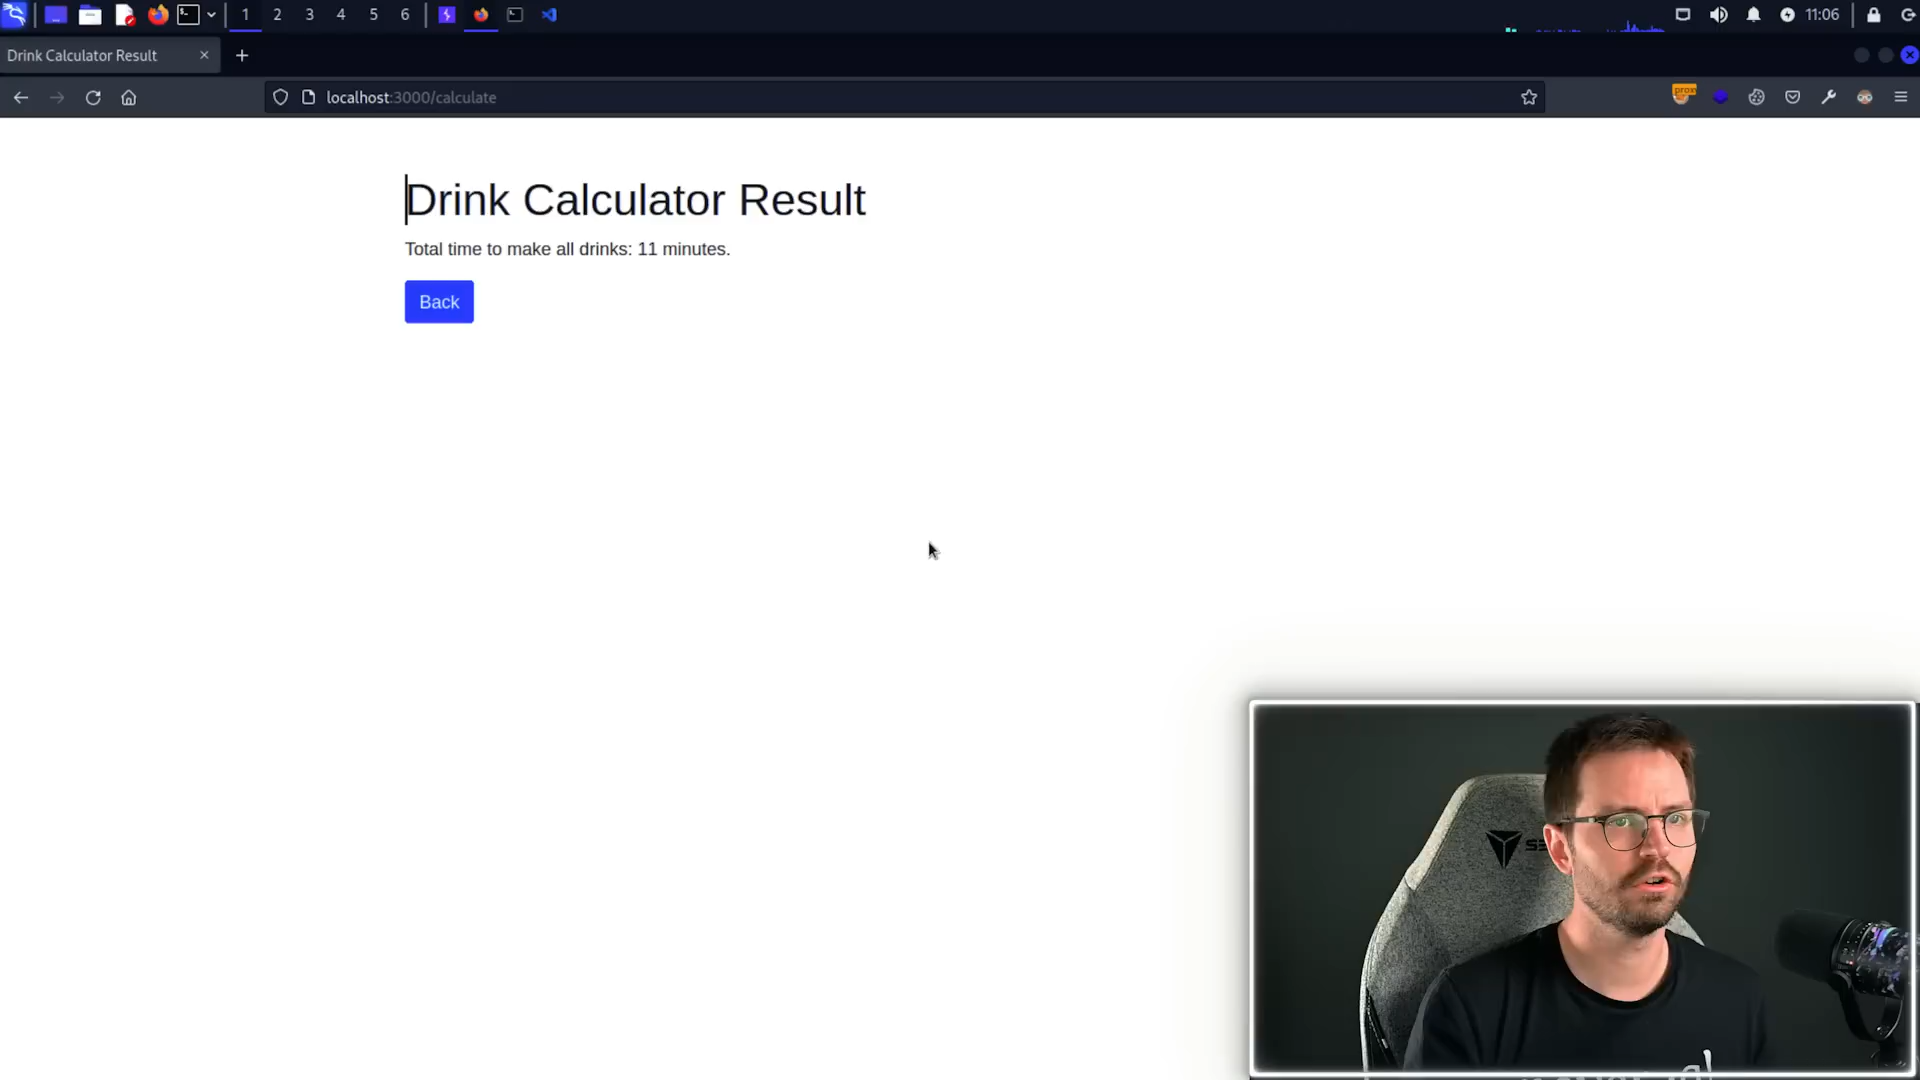 1 2 3 4 5 6
11:06
Drink Calculator Result
localhost:3000/calculate
prox
Drink Calculator Result
Total time to make all drinks: 11 minutes.
Back